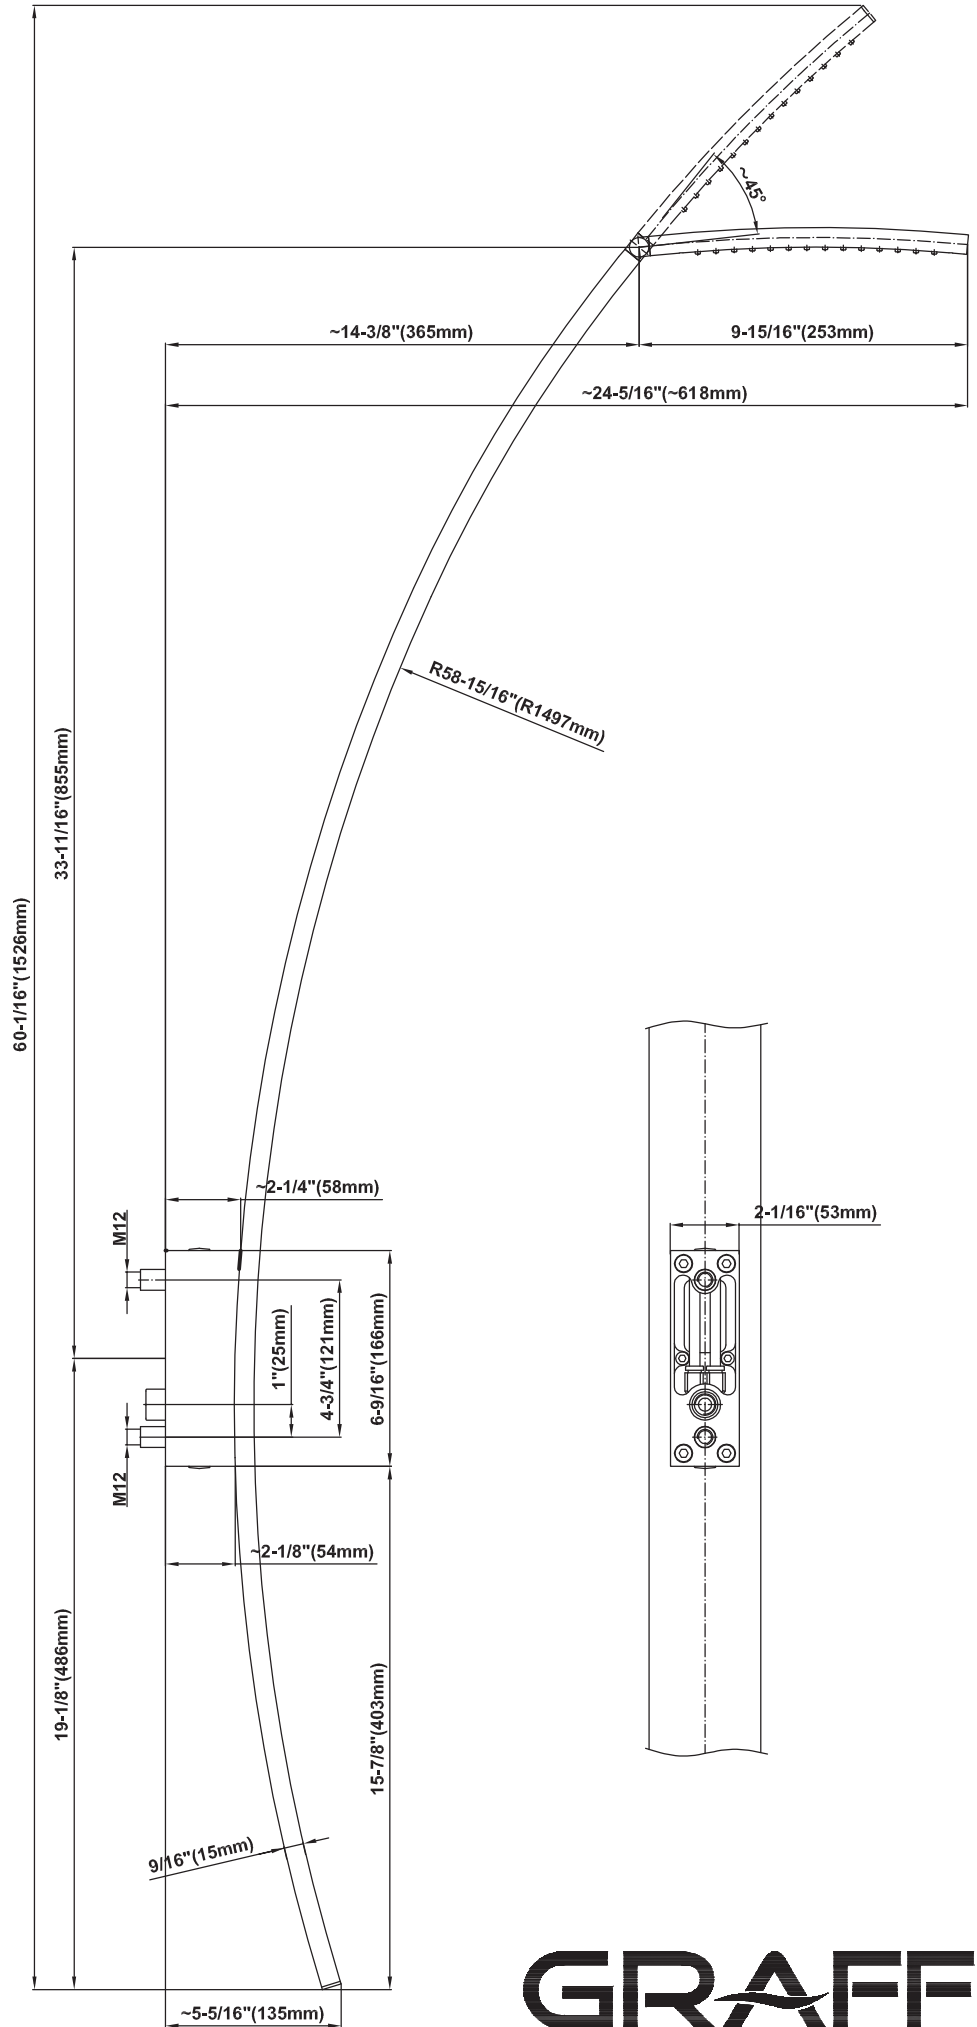 ~45°
~14-3/8"(365mm)
9-15/16"(253mm)
~24-5/16"(~618mm)
R58-15/16"(R1497mm)
33-11/16"(855mm)
60-1/16"(1526mm)
~2-1/4"(58mm)
M12
2-1/16"(53mm)
1"(25mm)
4-3/4"(121mm)
6-9/16"(166mm)
M12
~2-1/8"(54mm)
19-1/8"(486mm)
15-7/8"(403mm)
9/16"(15mm)
~5-5/16"(135mm)
GRAFF